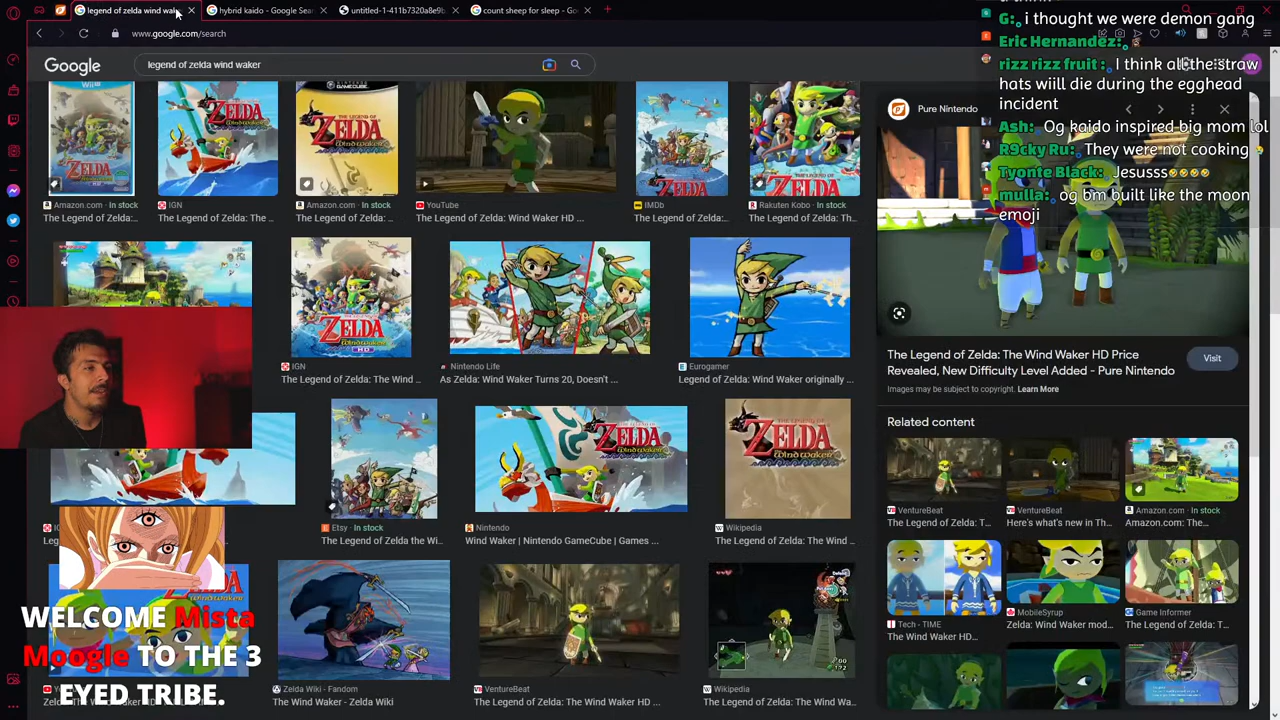 legend of zelda wind wak
hybrid kaido - Google Sea
untitled-1-411b7320a8e9b
count sheep for sleep - Go
www.google.com/search
G: i thought we were demon gang
Eric Hernandez:
rizz rizz fruit : I think all the straw
hats wiill die during the egghead
incident
Ash: Og kaido inspired big mom lol
R9cky Ru: They were not cooking
Tyonte Black: Jesusss
mulla: og bm built like the moon
emoji
Google
legend of zelda wind waker
Pure Nintendo
Amazon.com · In stock
The Legend of Zelda:...
IGN
The Legend of Zelda: The ...
Amazon.com · In stock
The Legend of Zelda:...
YouTube
The Legend of Zelda: Wind Waker HD ...
IMDb
The Legend of Zelda:...
Rakuten Kobo · In stock
The Legend of Zelda: Th...
IGN
The Legend of Zelda: The Wind ...
Nintendo Life
As Zelda: Wind Waker Turns 20, Doesn't ...
Eurogamer
Legend of Zelda: Wind Waker originally ...
The Legend of Zelda: The Wind Waker HD Price
Revealed, New Difficulty Level Added - Pure Nintendo
Visit
Images may be subject to copyright. Learn More
Related content
Etsy · In stock
The Legend of Zelda the Wi...
Nintendo
Wind Waker | Nintendo GameCube | Games ...
Wikipedia
The Legend of Zelda: The Wind ...
VentureBeat
The Legend of Zelda: T...
VentureBeat
Here's what's new in Th...
Amazon.com · In stock
Amazon.com: The...
Tech - TIME
The Wind Waker HD...
MobileSyrup
Zelda: Wind Waker mod...
Game Informer
The Legend of Zelda: T...
WELCOME Mista
Moogle TO THE 3
EYED TRIBE.
Zelda Wiki - Fandom
The Wind Waker - Zelda Wiki
VentureBeat
The Legend of Zelda: The Wind Waker HD ...
Wikipedia
The Legend of Zelda: The Wind ...